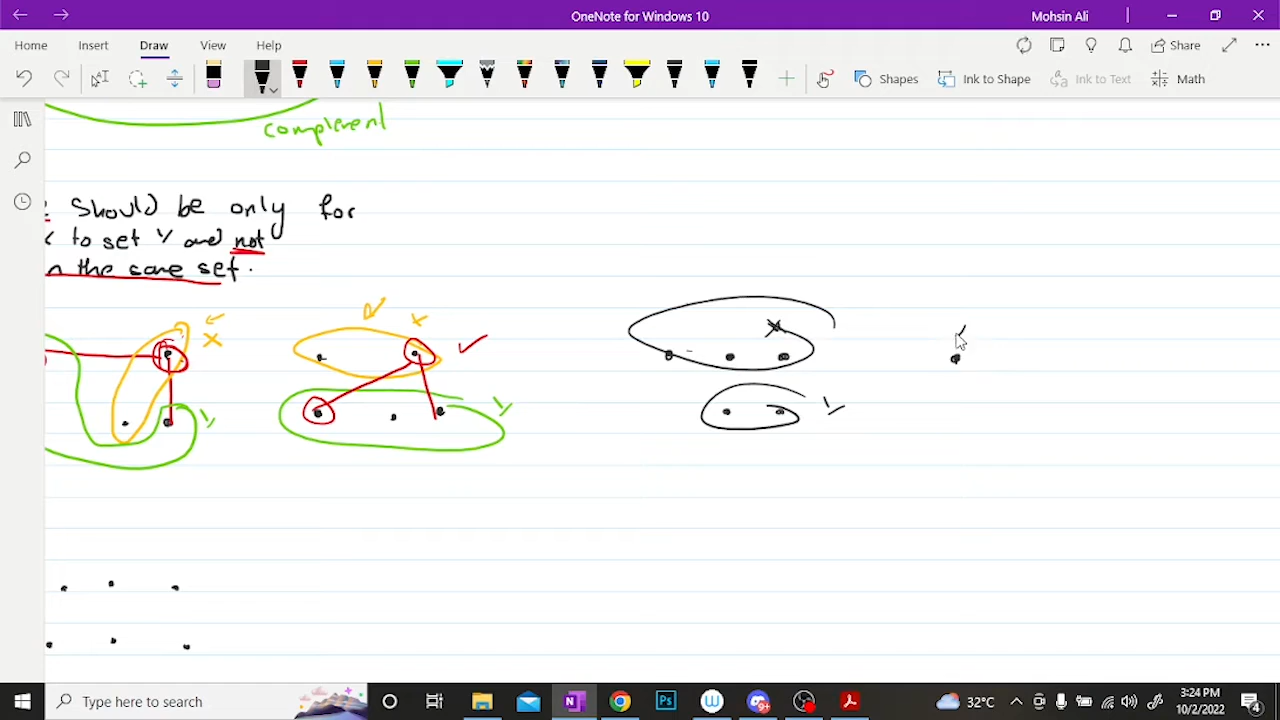 OneNote for Windows 10
Mohsin Ali
Home
Insert
Draw
View
Help
Share
Shapes
Ink to Shape
Ink to Text
Math
complement
should be only for
to set Y and not
n the same set.
X
X
Y
Y
X
Y
Type here to search
32°C
3:24 PM
10/2/2022